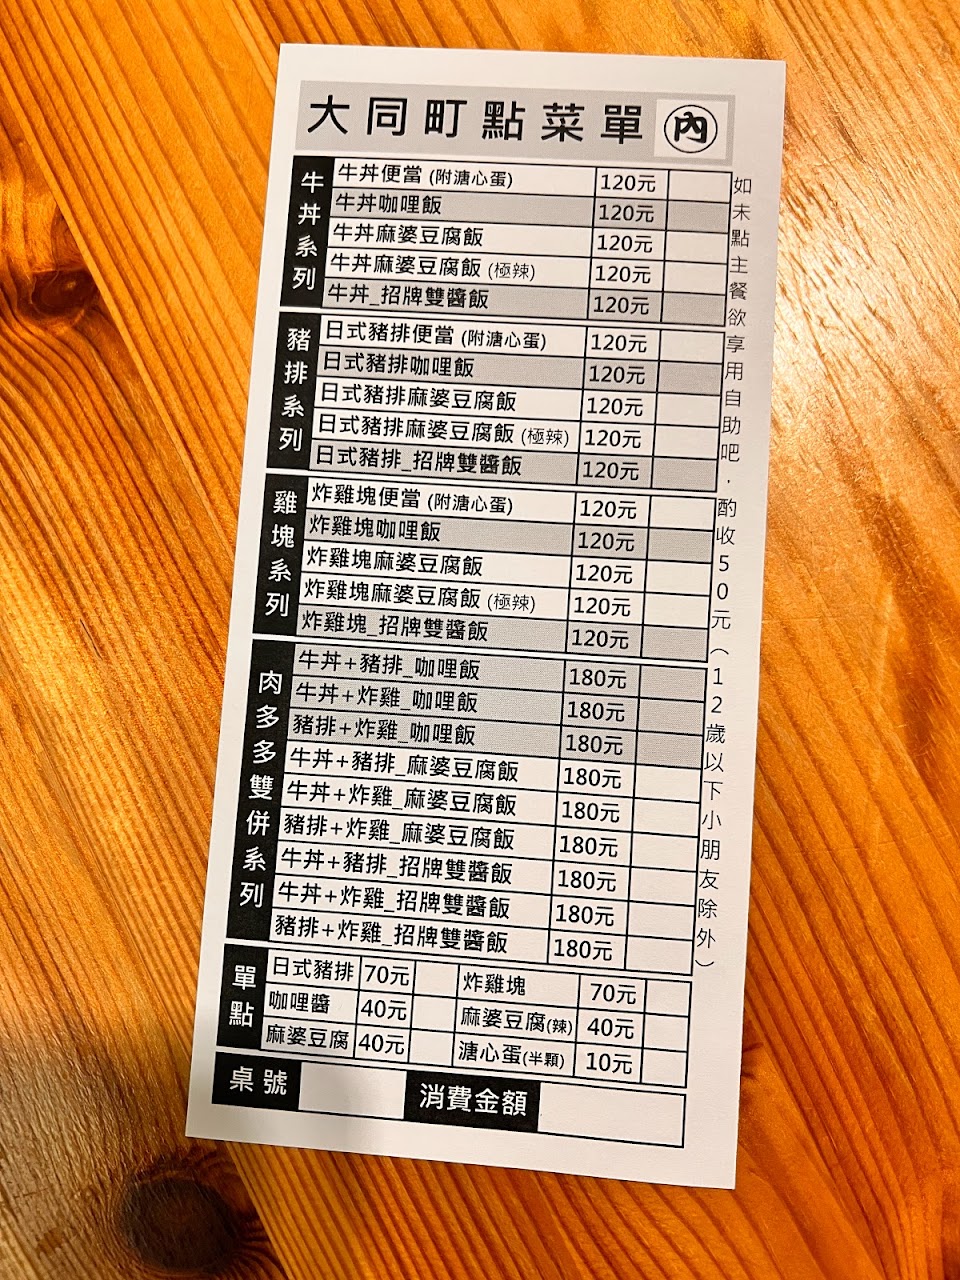 大同町點菜單 內
牛丼系列
牛丼便當 (附溏心蛋) 120元
牛丼咖哩飯 120元
牛丼麻婆豆腐飯 120元
牛丼麻婆豆腐飯 (極辣) 120元
牛丼_招牌雙醬飯 120元
豬排系列
日式豬排便當 (附溏心蛋) 120元
日式豬排咖哩飯 120元
日式豬排麻婆豆腐飯 120元
日式豬排麻婆豆腐飯 (極辣) 120元
日式豬排_招牌雙醬飯 120元
雞塊系列
炸雞塊便當 (附溏心蛋) 120元
炸雞塊咖哩飯 120元
炸雞塊麻婆豆腐飯 120元
炸雞塊麻婆豆腐飯 (極辣) 120元
炸雞塊_招牌雙醬飯 120元
肉多多雙併系列
牛丼+豬排_咖哩飯 180元
牛丼+炸雞_咖哩飯 180元
豬排+炸雞_咖哩飯 180元
牛丼+豬排_麻婆豆腐飯 180元
牛丼+炸雞_麻婆豆腐飯 180元
豬排+炸雞_麻婆豆腐飯 180元
牛丼+豬排_招牌雙醬飯 180元
牛丼+炸雞_招牌雙醬飯 180元
豬排+炸雞_招牌雙醬飯 180元
單點
日式豬排 70元 炸雞塊 70元
咖哩醬 40元 麻婆豆腐(辣) 40元
麻婆豆腐 40元 溏心蛋(半顆) 10元
桌號 消費金額
如未點主餐欲享用自助吧．酌收50元（12歲以下小朋友除外）